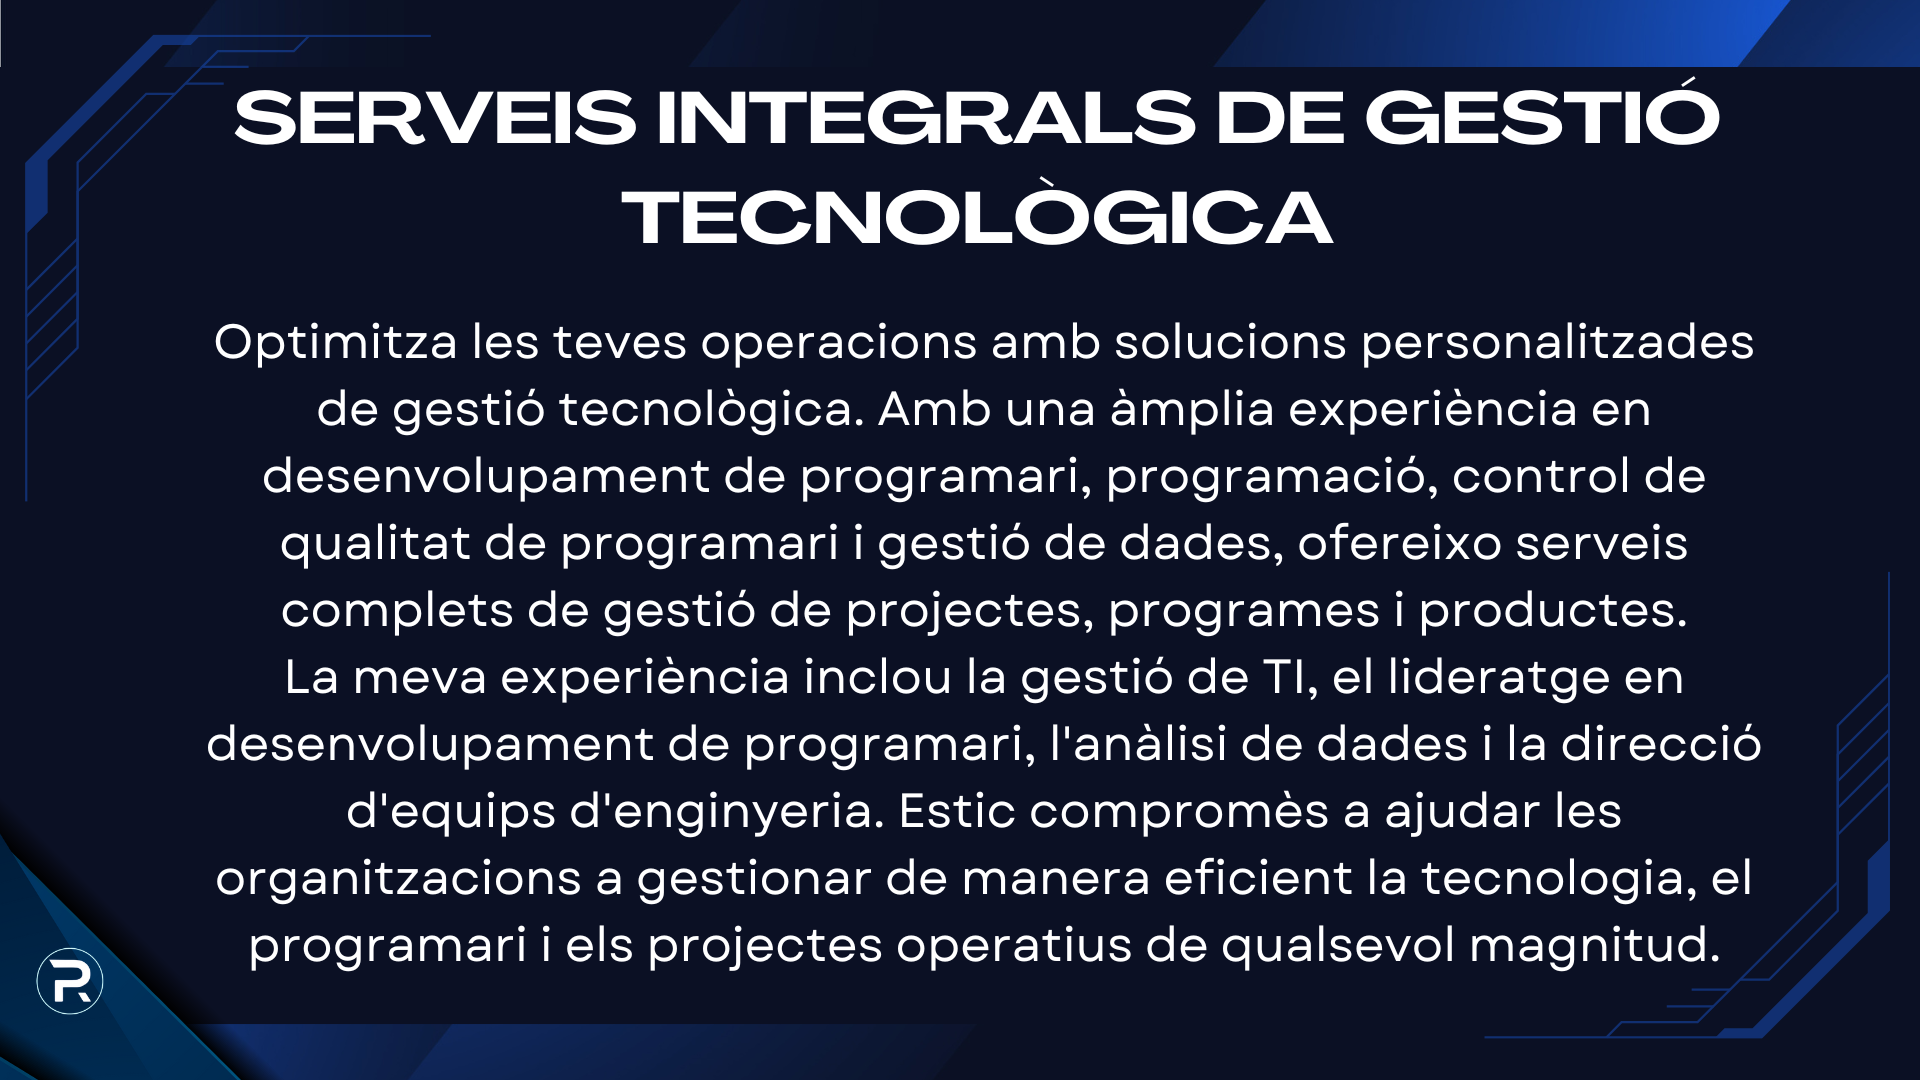 SERVEIS INTEGRALS DE GESTIÓ
TECNOLÒGICA
Optimitza les teves operacions amb solucions personalitzades
de gestió tecnològica. Amb una àmplia experiència en
desenvolupament de programari, programació, control de
qualitat de programari i gestió de dades, ofereixo serveis
complets de gestió de projectes, programes i productes.
La meva experiència inclou la gestió de TI, el lideratge en
desenvolupament de programari, l'anàlisi de dades i la direcció
d'equips d'enginyeria. Estic compromès a ajudar les
organitzacions a gestionar de manera eficient la tecnologia, el
programari i els projectes operatius de qualsevol magnitud.